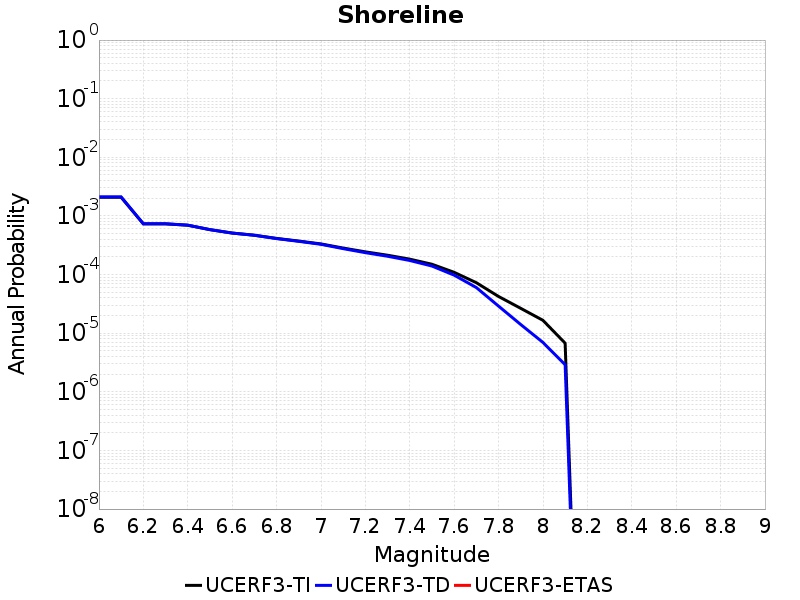 Shoreline
10^0
10^-1
10^-2
10^-3
10^-4
10^-5
10^-6
10^-7
10^-8
Annual Probability
6 6.2 6.4 6.6 6.8 7 7.2 7.4 7.6 7.8 8 8.2 8.4 8.6 8.8 9
Magnitude
UCERF3-TI UCERF3-TD UCERF3-ETAS